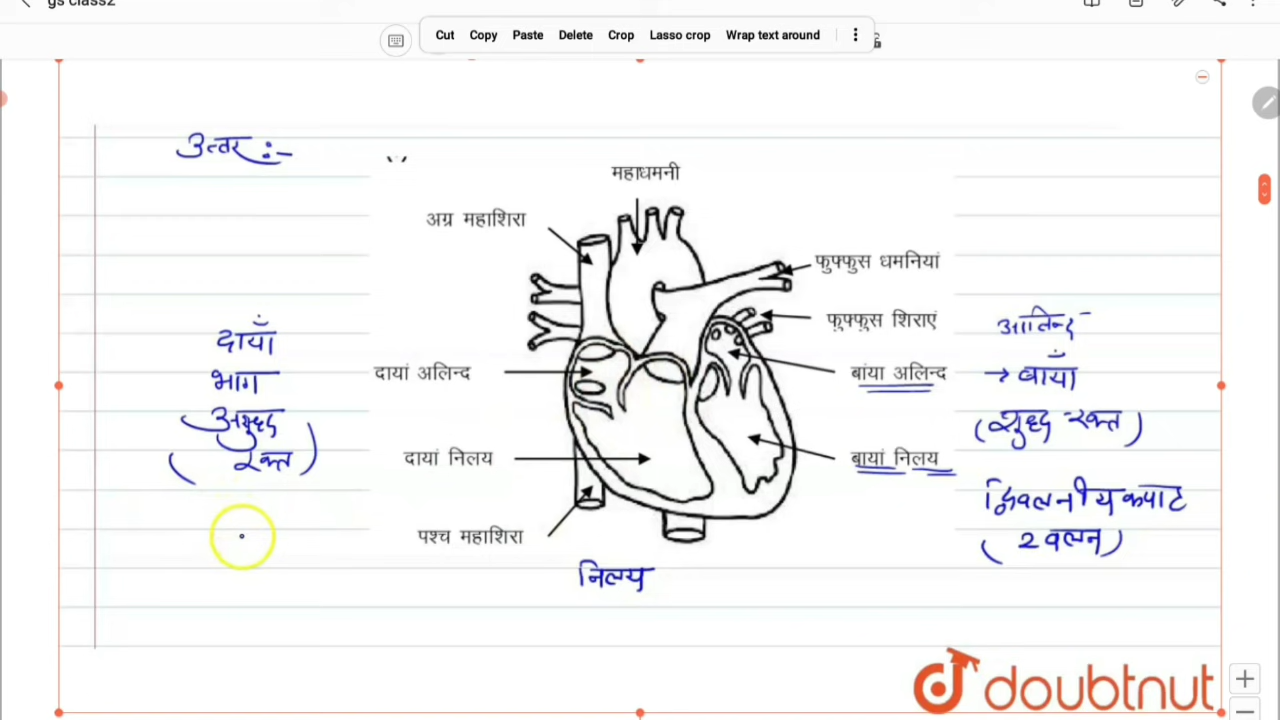 gs class2
Cut Copy Paste Delete Crop Lasso crop Wrap text around
उत्तर :-
महाधमनी
अग्र महाशिरा
फुफ्फुस धमनियां
फुफ्फुस शिराएं
दायां अलिन्द
बांया अलिन्द
दायां निलय
बायां निलय
पश्च महाशिरा
निलय
दायाँ
भाग
अशुद्ध
( रक्त )
आलिन्द
→ बायाँ
(शुद्ध रक्त)
द्विवलनीय कपाट
( 2 वलन)
doubtnut